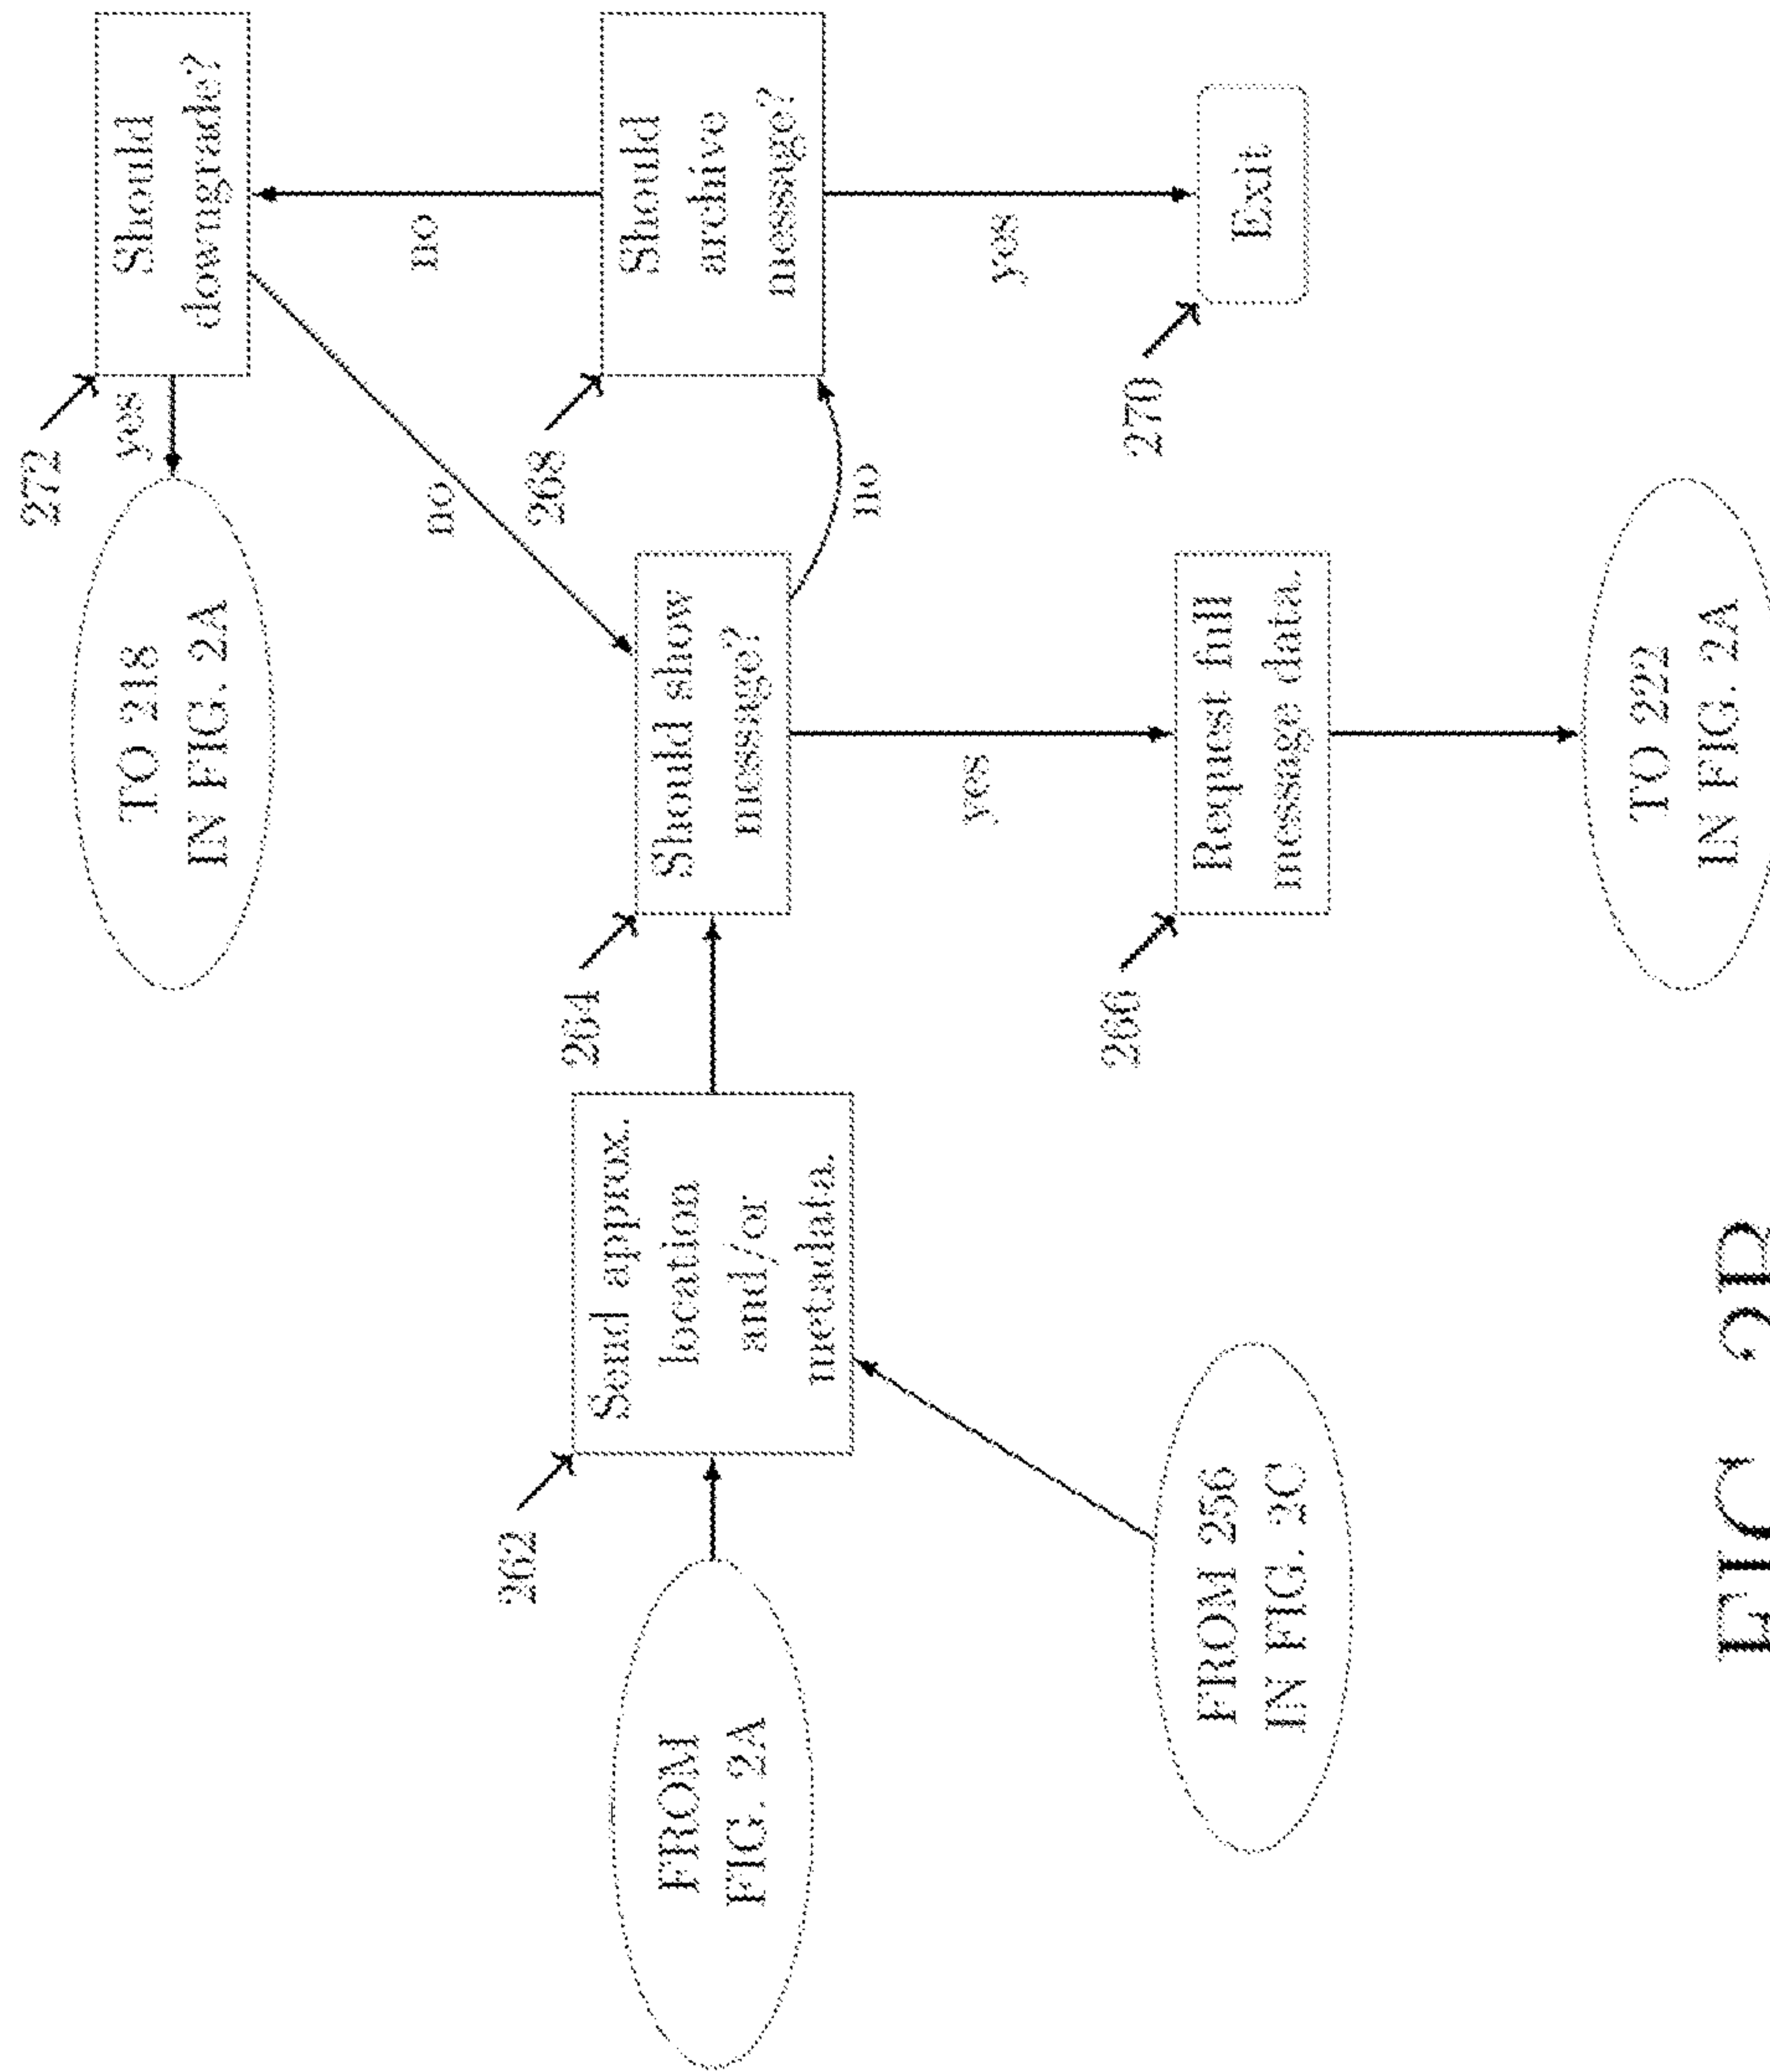 272
yes
TO 218
IN FIG. 2A
Should
downgrade?
no
no
262
264
268
FROM
FIG. 2A
Send approx.
location
and/or
metadata.
Should show
message?
Should
archive
message?
no
yes
yes
266
270
FROM 256
IN FIG. 2C
Request full
message data.
Exit
TO 222
IN FIG. 2A
FIG